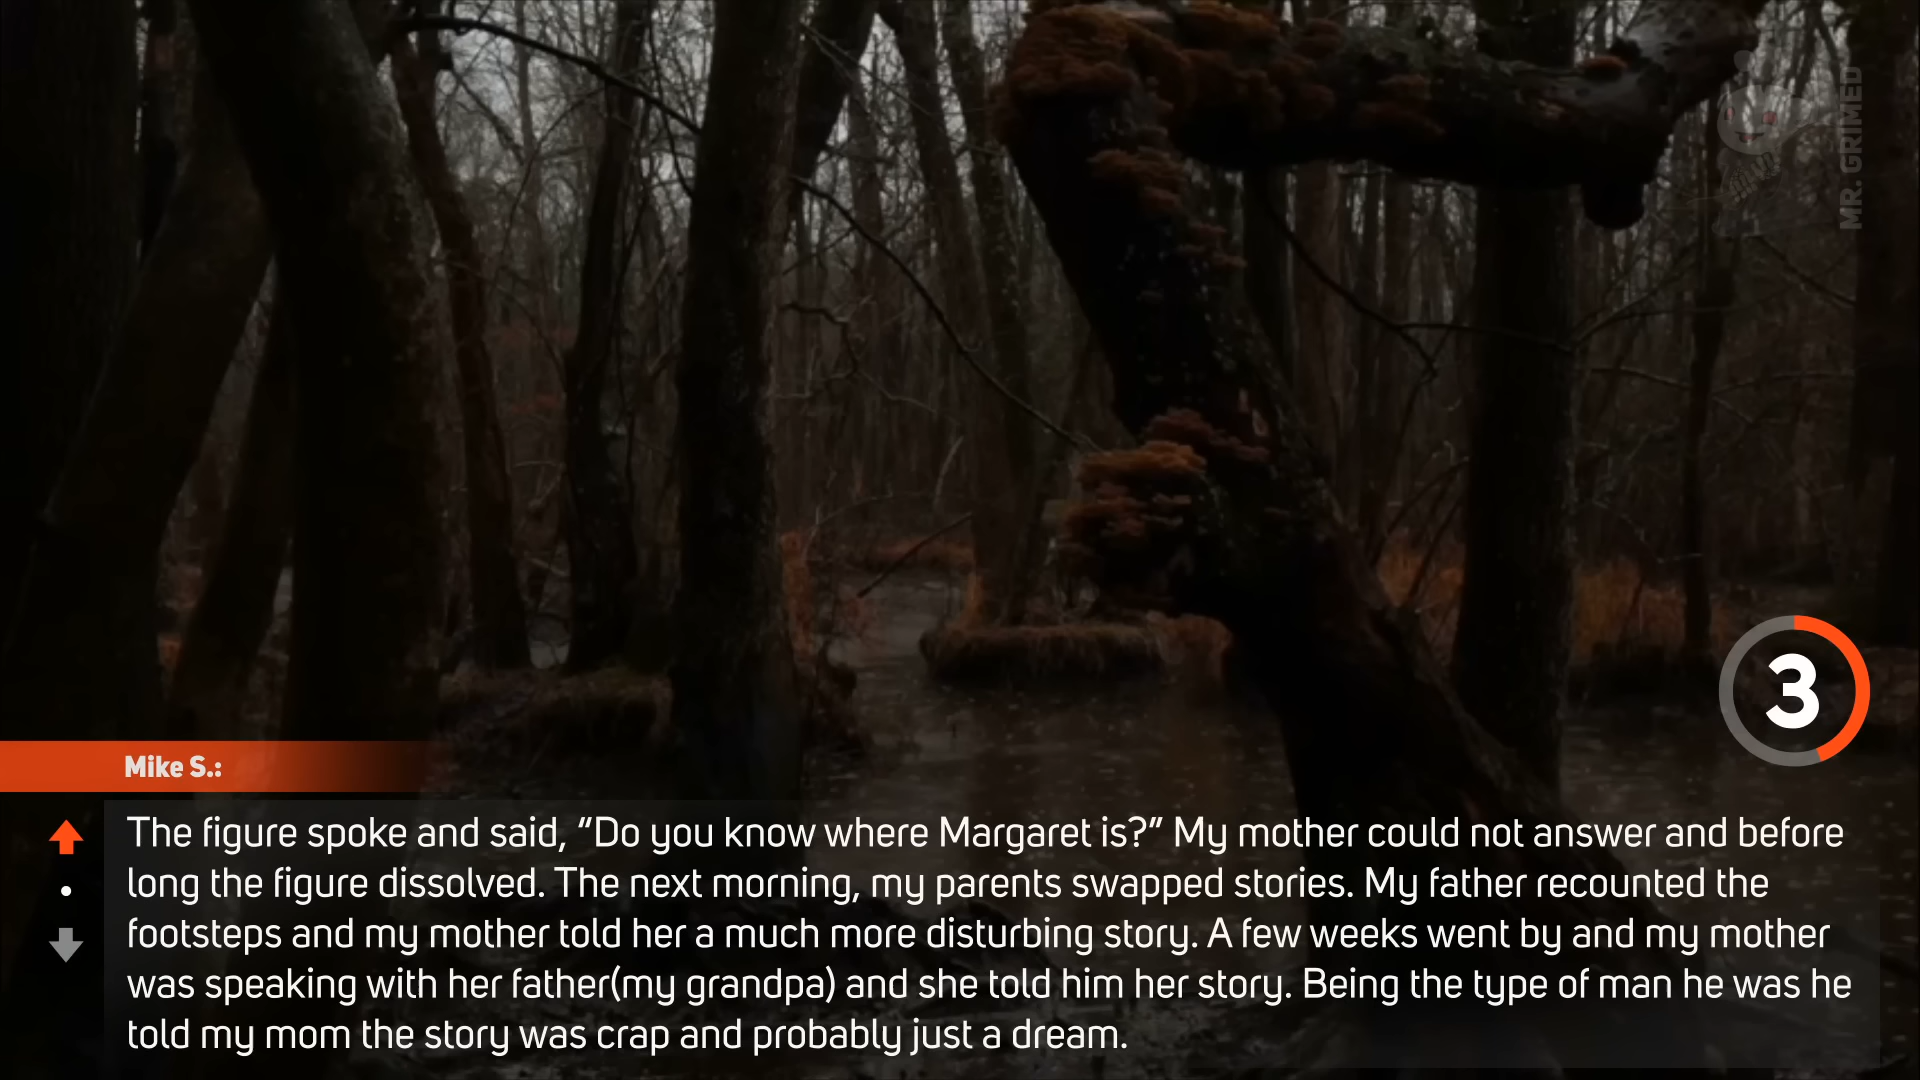 MR. GRIMED
3
Mike S.:
The figure spoke and said, “Do you know where Margaret is?” My mother could not answer and before
long the figure dissolved. The next morning, my parents swapped stories. My father recounted the
footsteps and my mother told her a much more disturbing story. A few weeks went by and my mother
was speaking with her father(my grandpa) and she told him her story. Being the type of man he was he
told my mom the story was crap and probably just a dream.